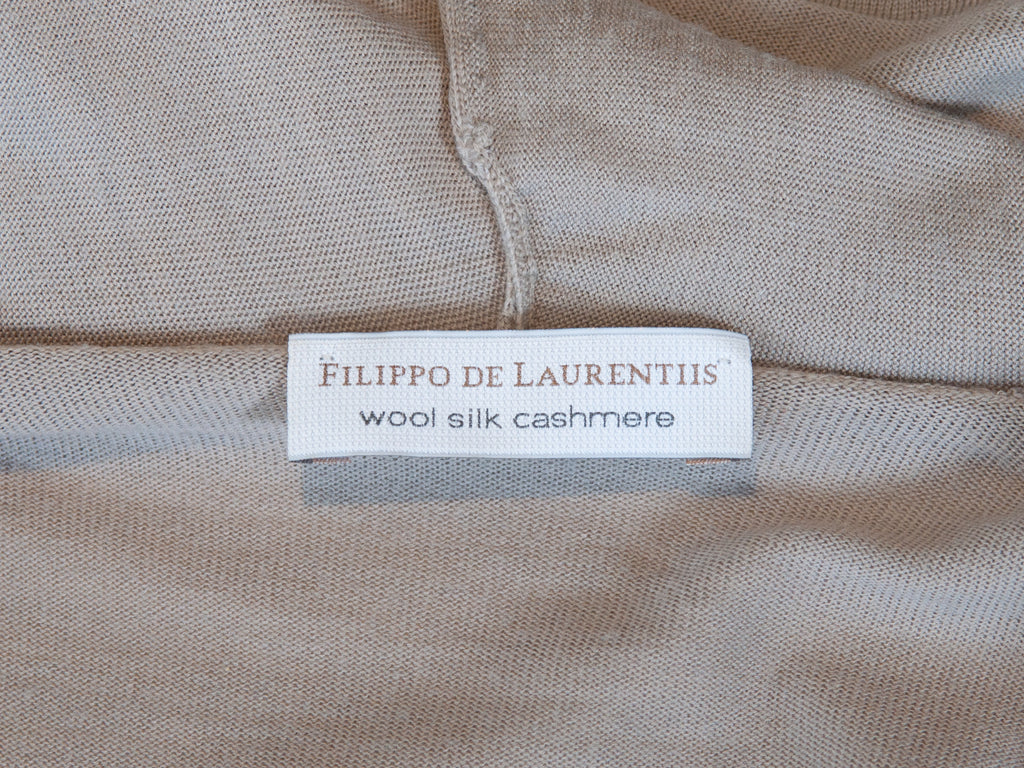 FILIPPO DE LAURENTIIS
wool silk cashmere